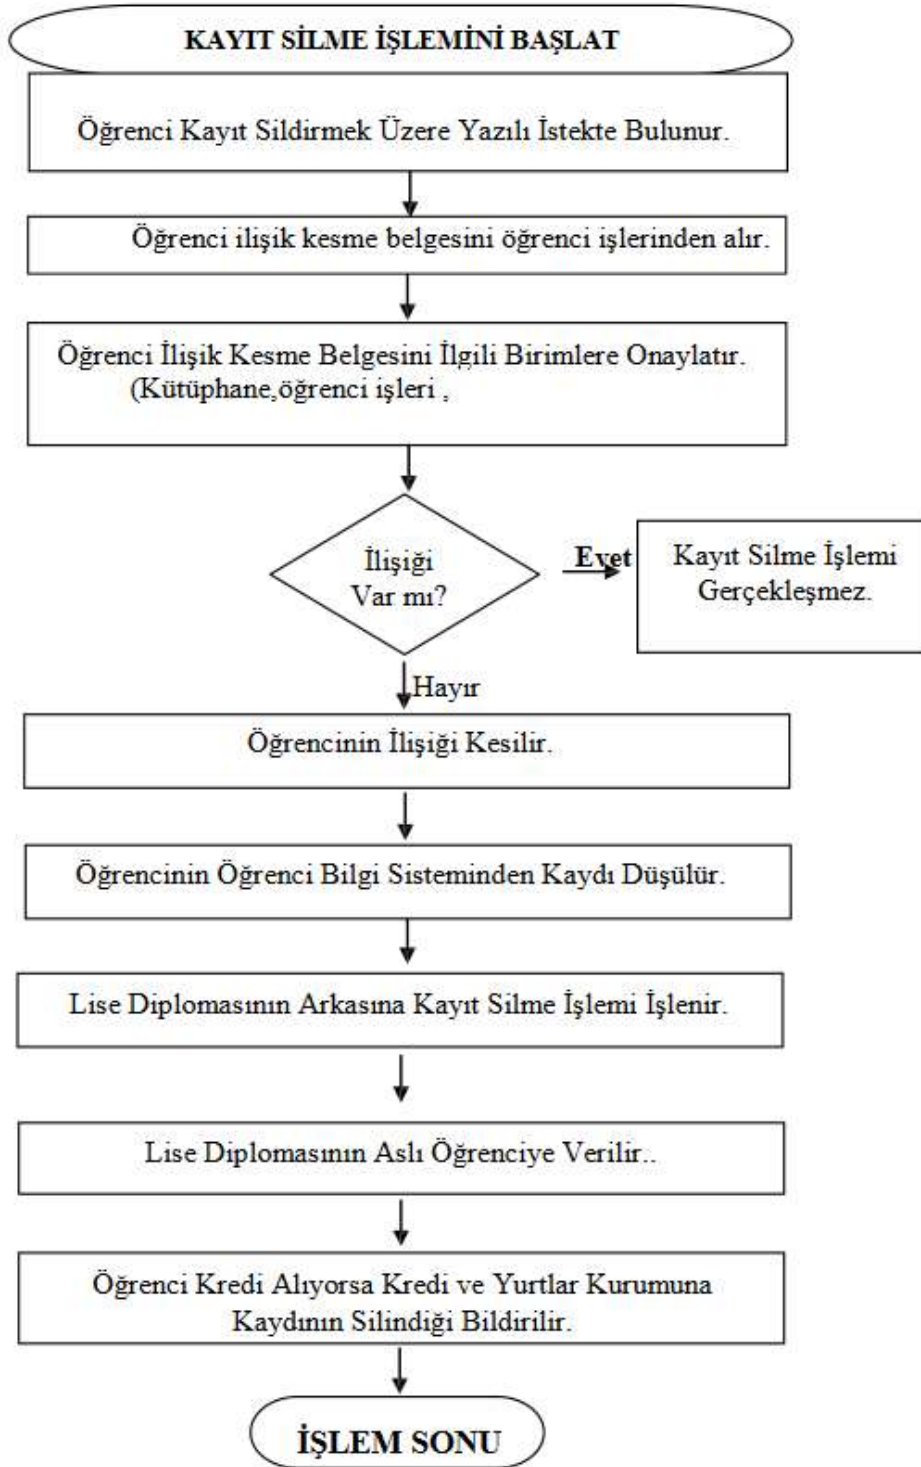 KAYIT SİLME İŞLEMİNİ BAŞLAT
Öğrenci Kayıt Sildirmek Üzere Yazılı İstekte Bulunur.
Öğrenci ilişik kesme belgesini öğrenci işlerinden alır.
Öğrenci İlişik Kesme Belgesini İlgili Birimlere Onaylatır.
(Kütüphane,öğrenci işleri ,
İlişiği
Var mı?
Evet
Kayıt Silme İşlemi
Gerçekleşmez.
Hayır
Öğrencinin İlişiği Kesilir.
Öğrencinin Öğrenci Bilgi Sisteminden Kaydı Düşülür.
Lise Diplomasının Arkasına Kayıt Silme İşlemi İşlenir.
Lise Diplomasının Aslı Öğrenciye Verilir..
Öğrenci Kredi Alıyorsa Kredi ve Yurtlar Kurumuna
Kaydının Silindiği Bildirilir.
İŞLEM SONU